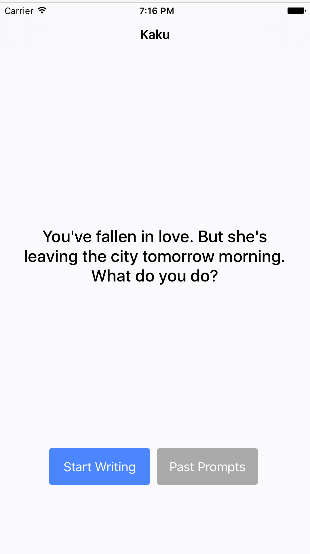 Carrier 7:16 PM
Kaku
You've fallen in love. But she's
leaving the city tomorrow morning.
What do you do?
Start Writing Past Prompts